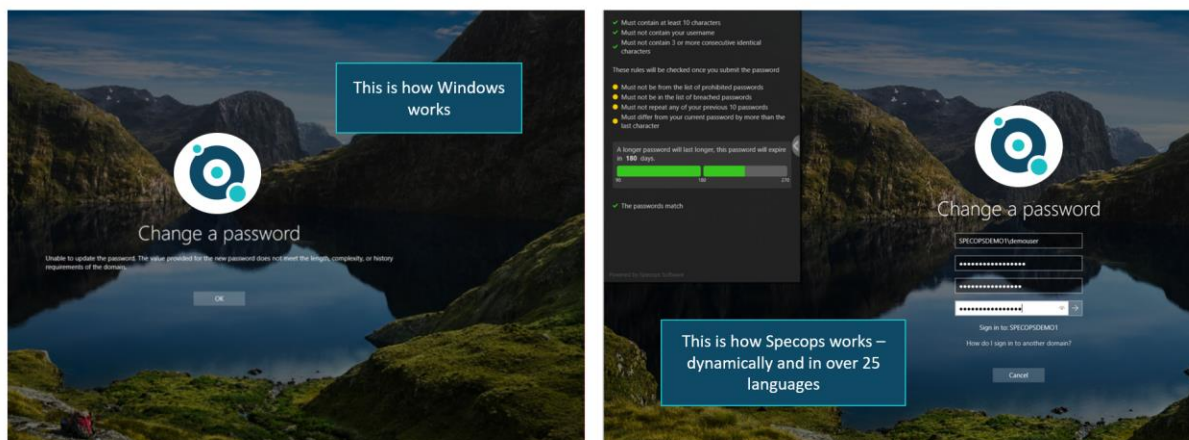 This is how Windows
works
Change a password
Unable to update the password. The value provided for the new password does not meet the length, complexity, or history
requirements of the domain.
OK
Must contain at least 10 characters
Must not contain your username
Must not contain 3 or more consecutive identical
characters
These rules will be checked once you submit the password
Must not be from the list of prohibited passwords
Must not be in the list of breached passwords
Must not repeat any of your previous 10 passwords
Must differ from your current password by more than the
last character
A longer password will last longer, this password will expire
in 180 days.
90 180 270
The passwords match
Powered by Specops Software
Change a password
SPECOPSDEMO1\demouser
Sign in to: SPECOPSDEMO1
How do I sign in to another domain?
Cancel
This is how Specops works –
dynamically and in over 25
languages